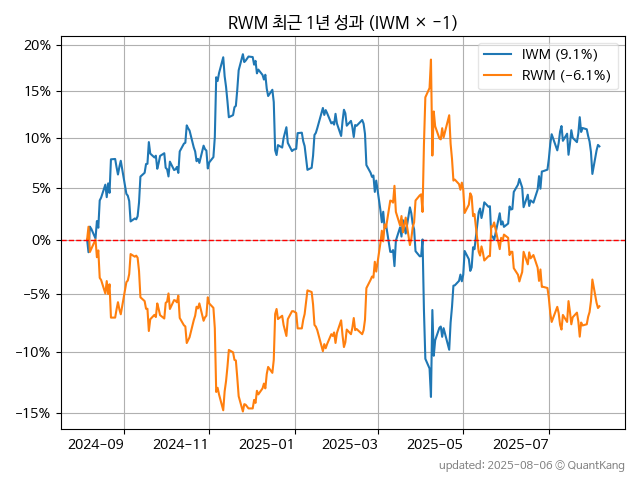 RWM 최근 1년 성과 (IWM × −1)
IWM (9.1%)
RWM (−6.1%)
20%
15%
10%
5%
0%
−5%
−10%
−15%
2024-09 2024-11 2025-01 2025-03 2025-05 2025-07
updated: 2025-08-06 © QuantKang